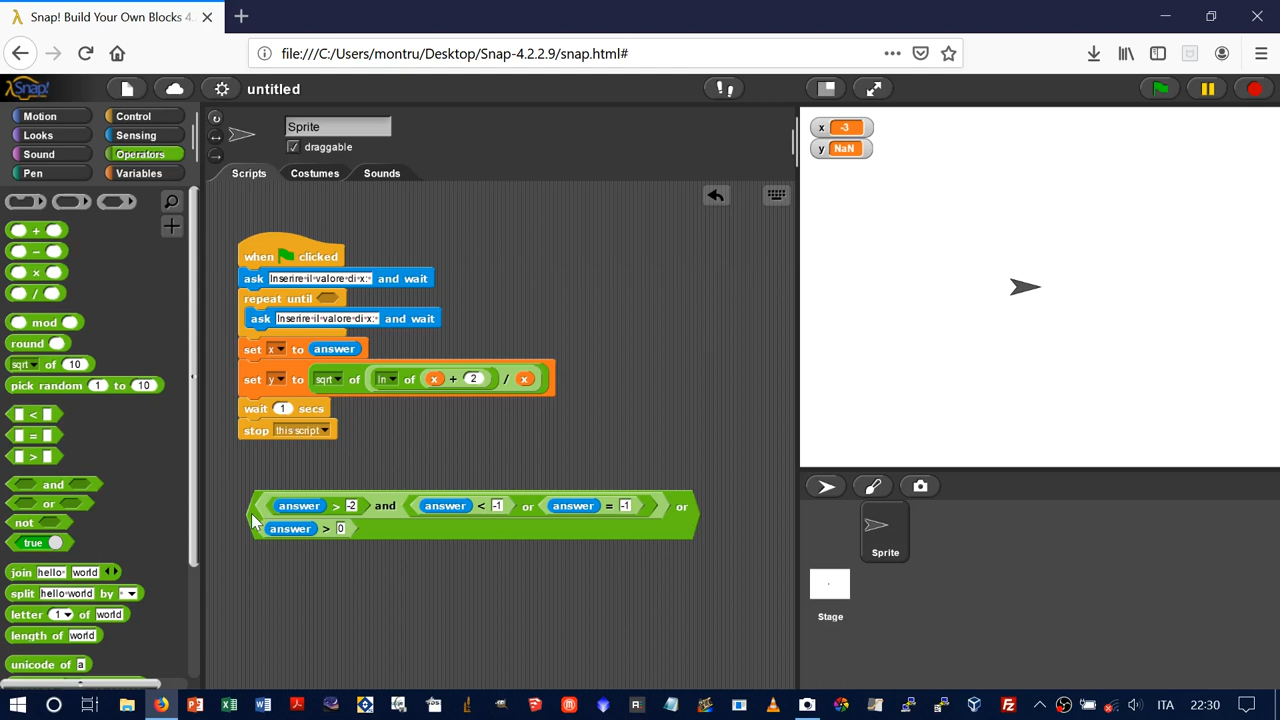 Snap! Build Your Own Blocks 4.
file:///C:/Users/montru/Desktop/Snap-4.2.2.9/snap.html#
Snap!
untitled
Motion Control
Looks Sensing
Sound Operators
Pen Variables
Sprite
draggable
Scripts Costumes Sounds
x -3
y NaN
+
−
×
/
mod
round
sqrt of 10
pick random 1 to 10
<
=
>
and
or
not
true
join hello world
split hello world by
letter 1 of world
length of world
unicode of a
when clicked
ask Inserire il valore di x: and wait
repeat until
ask Inserire il valore di x: and wait
set x to answer
set y to sqrt of ln of x + 2 / x
wait 1 secs
stop this script
answer > -2 and answer < -1 or answer = -1 or
answer > 0
Sprite
Stage
ITA 22:30